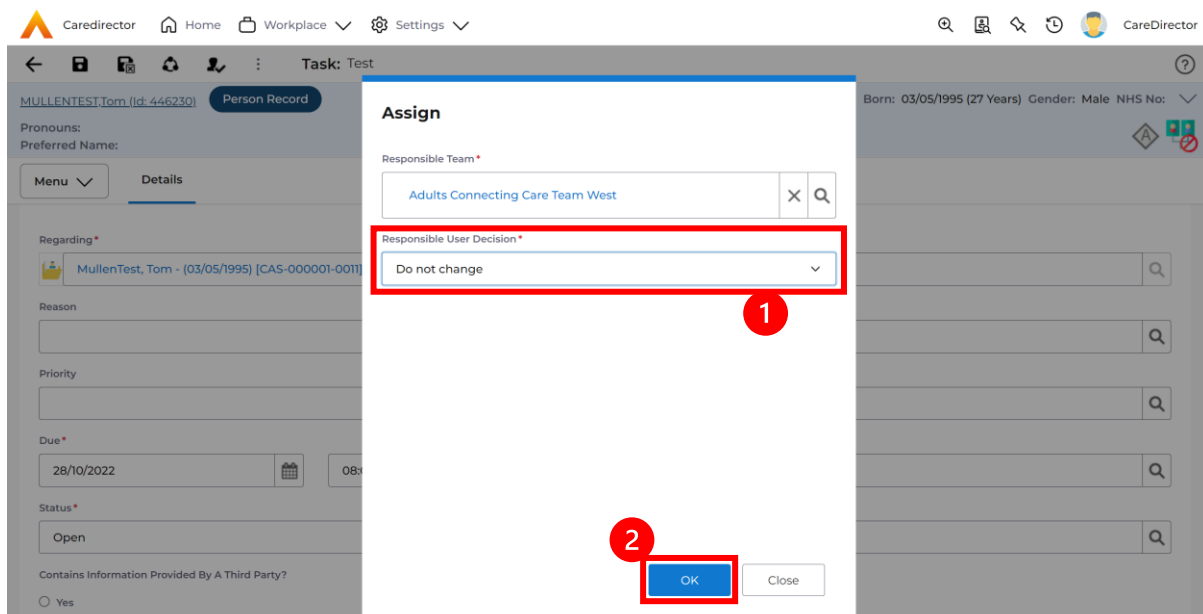 Caredirector Home Workplace Settings CareDirector
Task: Test
MULLENTEST,Tom (Id: 446230) Person Record Born: 03/05/1995 (27 Years) Gender: Male NHS No:
Pronouns:
Preferred Name:
Menu Details
Assign
Responsible Team*
Adults Connecting Care Team West
Responsible User Decision*
Do not change
1
Regarding*
MullenTest, Tom - (03/05/1995) [CAS-000001-0011]
Reason
Priority
Due*
28/10/2022 08:
Status*
Open
Contains Information Provided By A Third Party?
Yes
2
OK Close